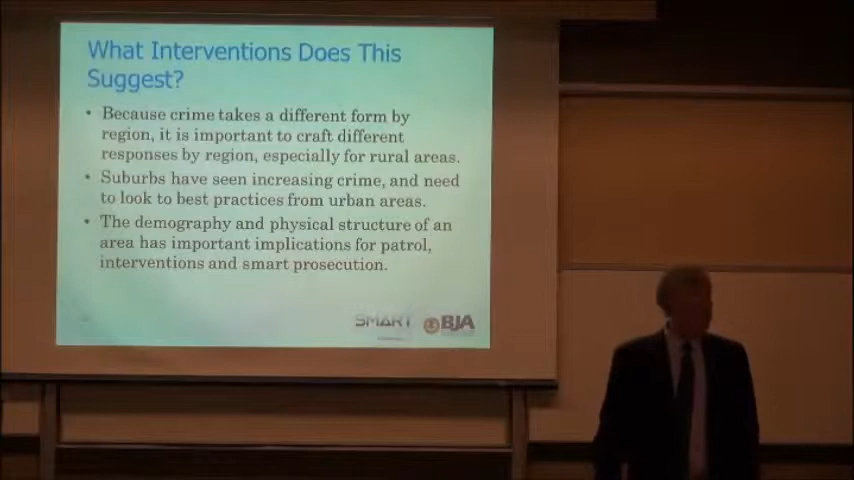 What Interventions Does This
Suggest?
• Because crime takes a different form by
region, it is important to craft different
responses by region, especially for rural areas.
• Suburbs have seen increasing crime, and need
to look to best practices from urban areas.
• The demography and physical structure of an
area has important implications for patrol,
interventions and smart prosecution.
SMART BJA